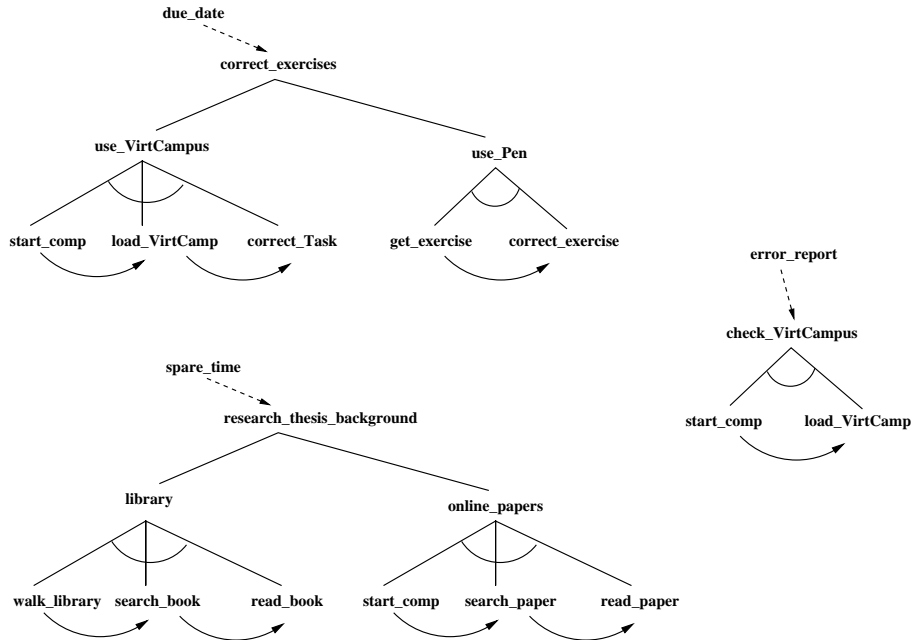 due_date
correct_exercises
use_VirtCampus
use_Pen
start_comp load_VirtCamp correct_Task
get_exercise correct_exercise
error_report
check_VirtCampus
start_comp load_VirtCamp
spare_time
research_thesis_background
library
online_papers
walk_library search_book read_book
start_comp search_paper read_paper